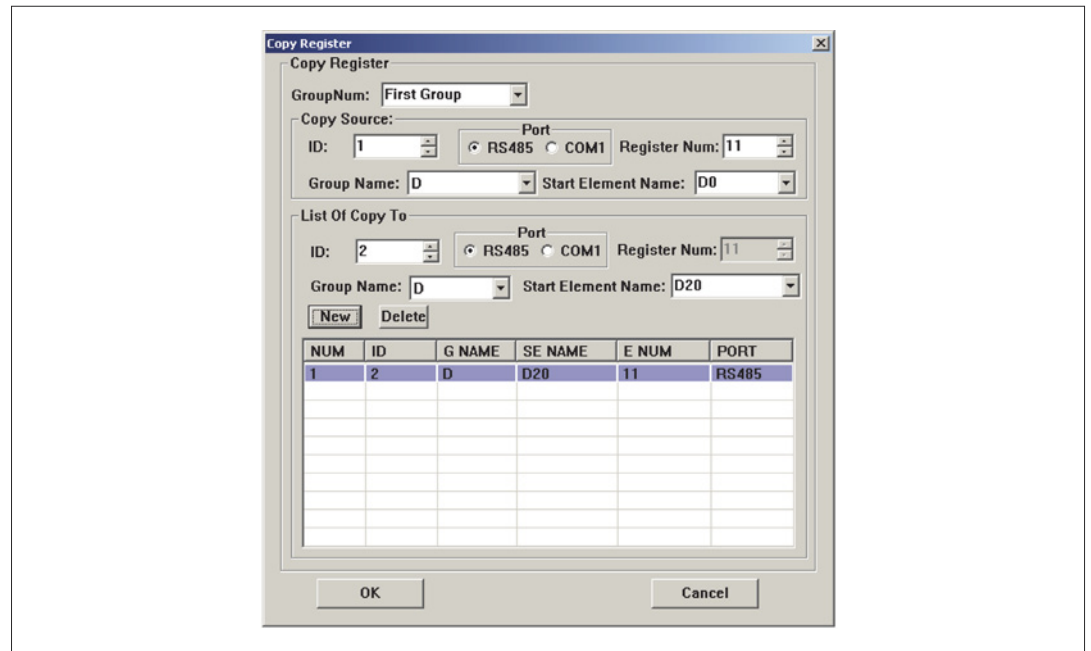 Copy Register
Copy Register
GroupNum: First Group
Copy Source:
Port
ID: 1 RS485 COM1 Register Num: 11
Group Name: D Start Element Name: D0
List Of Copy To
Port
ID: 2 RS485 COM1 Register Num: 11
Group Name: D Start Element Name: D20
New Delete
NUM ID G NAME SE NAME E NUM PORT
1 2 D D20 11 RS485
OK Cancel